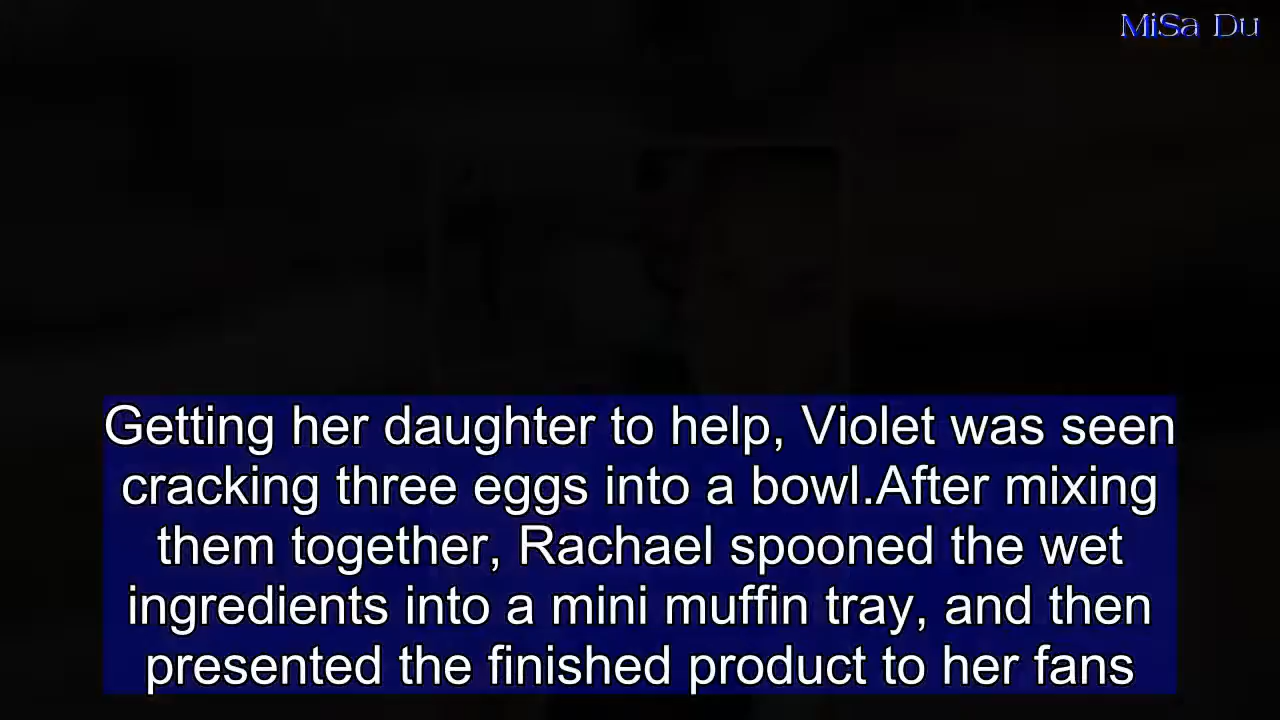 MiSa Du
Getting her daughter to help, Violet was seen
cracking three eggs into a bowl.After mixing
them together, Rachael spooned the wet
ingredients into a mini muffin tray, and then
presented the finished product to her fans